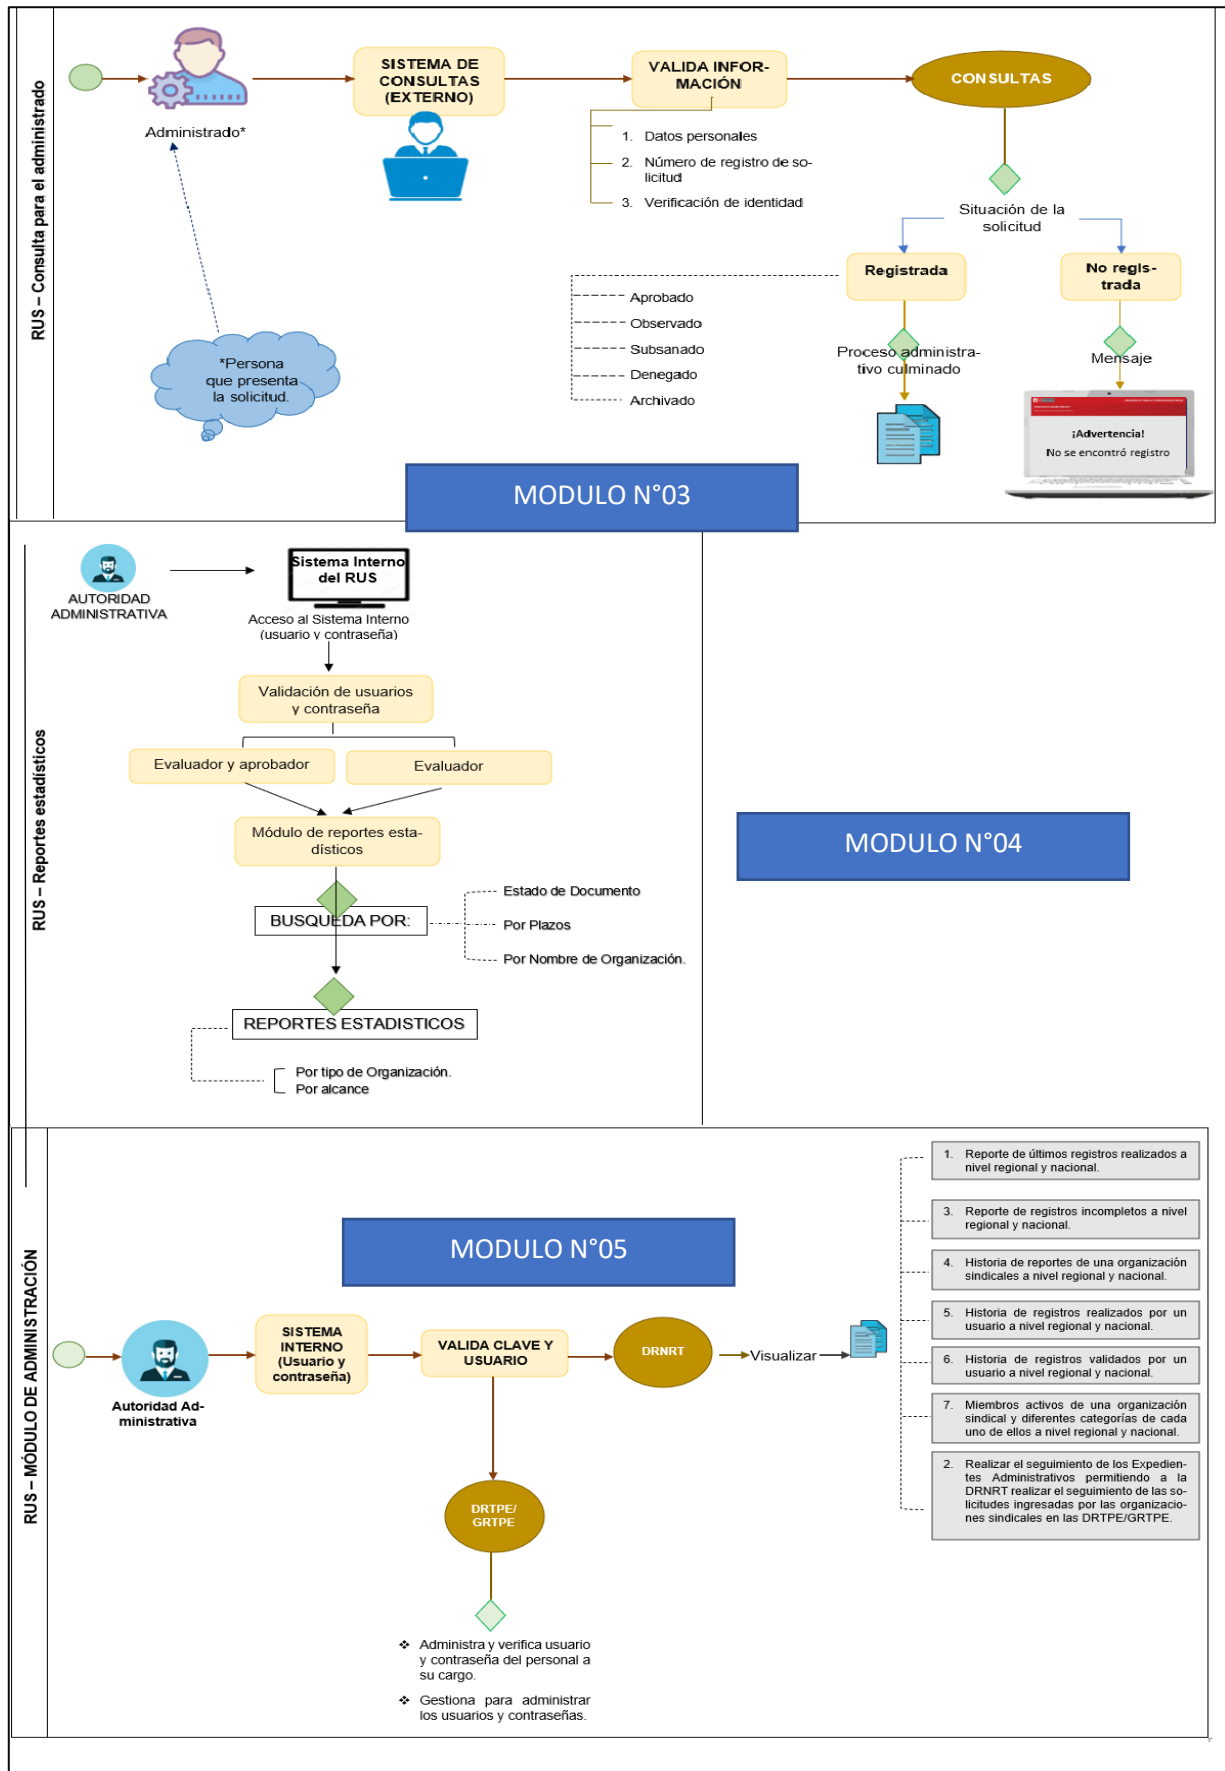 RUS – Consulta para el administrado
Administrado*
SISTEMA DE
CONSULTAS
(EXTERNO)
VALIDA INFOR-
MACIÓN
CONSULTAS
1. Datos personales
2. Número de registro de so-
licitud
3. Verificación de identidad
Situación de la
solicitud
Registrada
No regis-
trada
Aprobado
Observado
Subsanado
Denegado
Archivado
Proceso administra-
tivo culminado
Mensaje
¡Advertencia!
No se encontró registro
*Persona
que presenta
la solicitud.
MODULO N°03
RUS – Reportes estadísticos
AUTORIDAD
ADMINISTRATIVA
Sistema Interno
del RUS
Acceso al Sistema Interno
(usuario y contraseña)
Validación de usuarios
y contraseña
Evaluador y aprobador
Evaluador
Módulo de reportes esta-
dísticos
BUSQUEDA POR:
Estado de Documento
Por Plazos
Por Nombre de Organización.
REPORTES ESTADISTICOS
Por tipo de Organización.
Por alcance
MODULO N°04
RUS – MÓDULO DE ADMINISTRACIÓN
MODULO N°05
Autoridad Ad-
ministrativa
SISTEMA
INTERNO
(Usuario y
contraseña)
VALIDA CLAVE Y
USUARIO
DRNRT
Visualizar
1. Reporte de últimos registros realizados a
nivel regional y nacional.
3. Reporte de registros incompletos a nivel
regional y nacional.
4. Historia de reportes de una organización
sindicales a nivel regional y nacional.
5. Historia de registros realizados por un
usuario a nivel regional y nacional.
6. Historia de registros validados por un
usuario a nivel regional y nacional.
7. Miembros activos de una organización
sindical y diferentes categorías de cada
uno de ellos a nivel regional y nacional.
2. Realizar el seguimiento de los Expedien-
tes Administrativos permitiendo a la
DRNRT realizar el seguimiento de las so-
licitudes ingresadas por las organizacio-
nes sindicales en las DRTPE/GRTPE.
DRTPE/
GRTPE
❖ Administra y verifica usuario
y contraseña del personal a
su cargo.
❖ Gestiona para administrar
los usuarios y contraseñas.